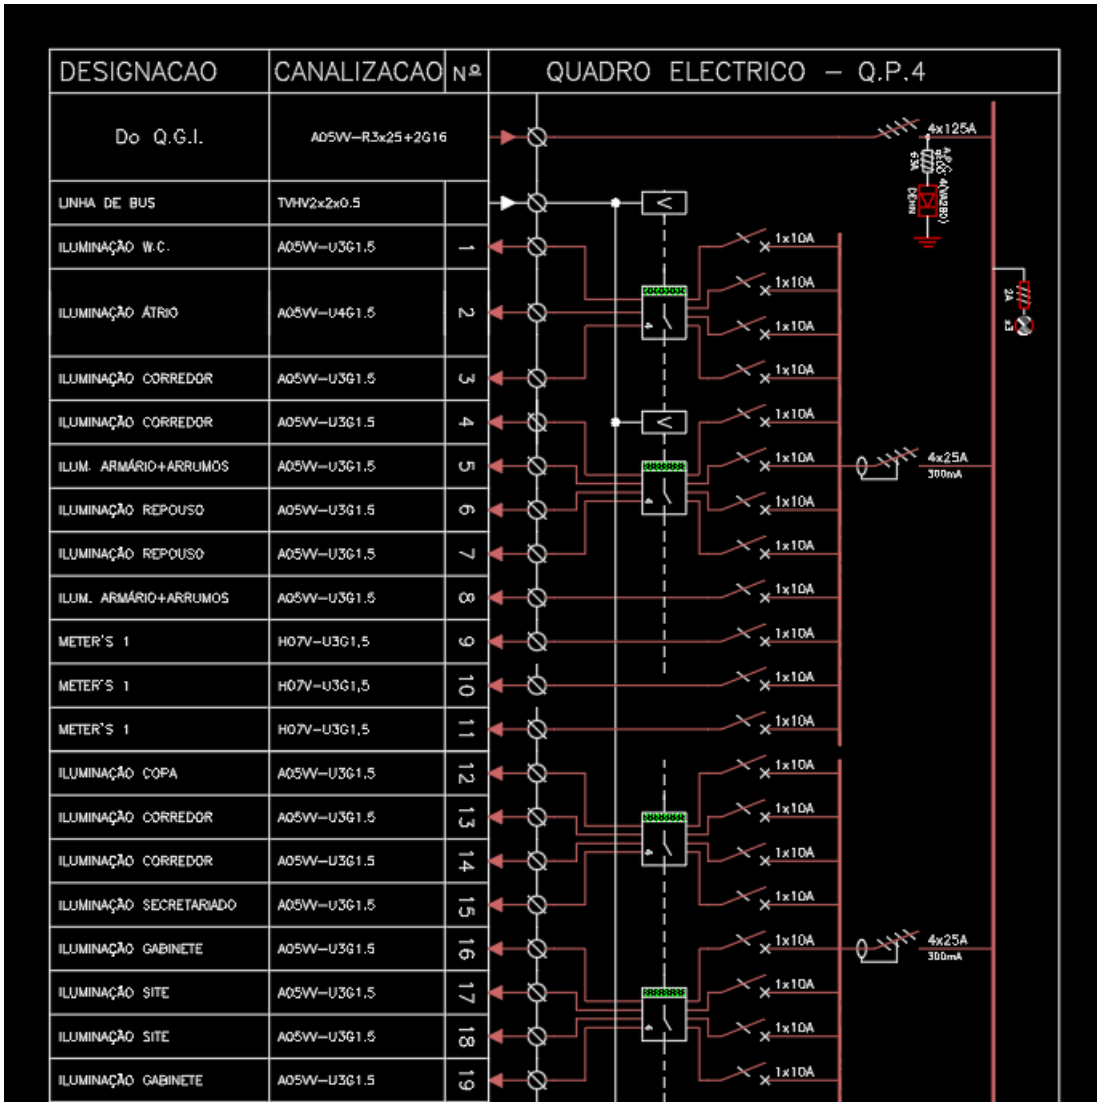 DESIGNACAO CANALIZACAO Nº QUADRO ELECTRICO – Q.P.4
Do Q.G.I. A05VV–R3x25+2G16 4x125A
63A
DEHN
LINHA DE BUS TVHV2x2x0.5 <
ILUMINAÇÃO W.C. A05VV–U3G1.5 1 1x10A
1x10A
2A
x3
ILUMINAÇÃO ÁTRIO A05VV–U4G1.5 2 4
1x10A
ILUMINAÇÃO CORREDOR A05VV–U3G1.5 3 1x10A
ILUMINAÇÃO CORREDOR A05VV–U3G1.5 4 < 1x10A
ILUM. ARMÁRIO+ARRUMOS A05VV–U3G1.5 5 1x10A 4x25A
300mA
ILUMINAÇÃO REPOUSO A05VV–U3G1.5 6 4 1x10A
ILUMINAÇÃO REPOUSO A05VV–U3G1.5 7 1x10A
ILUM. ARMÁRIO+ARRUMOS A05VV–U3G1.5 8 1x10A
METER'S 1 H07V–U3G1,5 9 1x10A
METER'S 1 H07V–U3G1,5 10 1x10A
METER'S 1 H07V–U3G1,5 11 1x10A
ILUMINAÇÃO COPA A05VV–U3G1.5 12 1x10A
ILUMINAÇÃO CORREDOR A05VV–U3G1.5 13 1x10A
ILUMINAÇÃO CORREDOR A05VV–U3G1.5 14 4 1x10A
ILUMINAÇÃO SECRETARIADO A05VV–U3G1.5 15 1x10A
ILUMINAÇÃO GABINETE A05VV–U3G1.5 16 1x10A 4x25A
300mA
ILUMINAÇÃO SITE A05VV–U3G1.5 17 1x10A
ILUMINAÇÃO SITE A05VV–U3G1.5 18 4 1x10A
ILUMINAÇÃO GABINETE A05VV–U3G1.5 19 1x10A